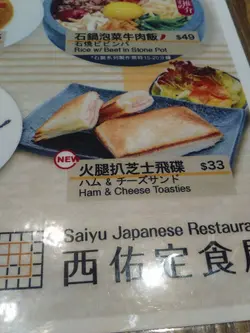 石鍋泡菜牛肉飯 $49
石焼ビビンバ
Rice w/ Beef in Stone Pot
NEW
火腿扒芝士飛碟 $33
ハム & チーズサンド
Ham & Cheese Toasties
Saiyu Japanese Restaura
西佑定食屋